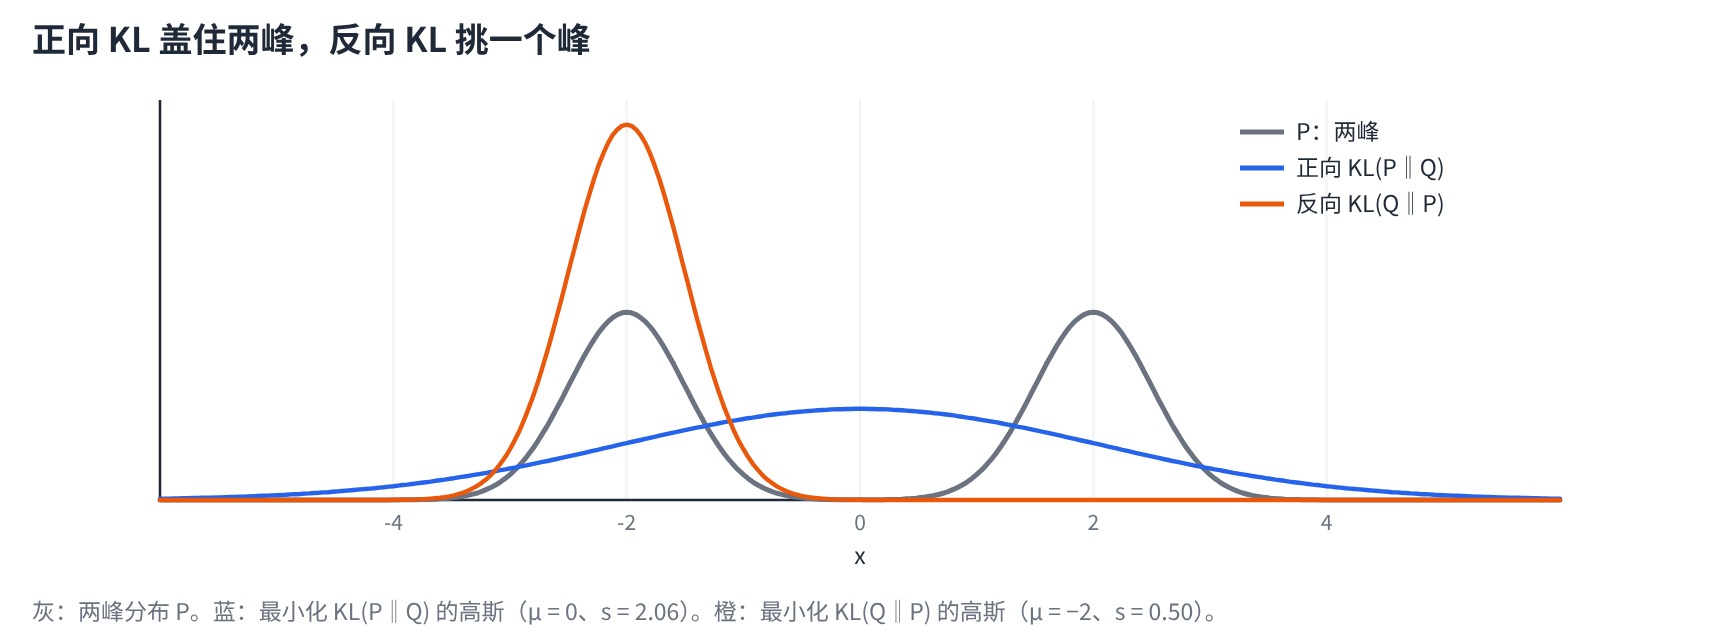 正向 KL 盖住两峰，反向 KL 挑一个峰
P：两峰
正向 KL(P ‖ Q)
反向 KL(Q ‖ P)
-4
-2
0
2
4
x
灰：两峰分布 P。蓝：最小化 KL(P ‖ Q) 的高斯（μ = 0、s = 2.06）。橙：最小化 KL(Q ‖ P) 的高斯（μ = −2、s = 0.50）。